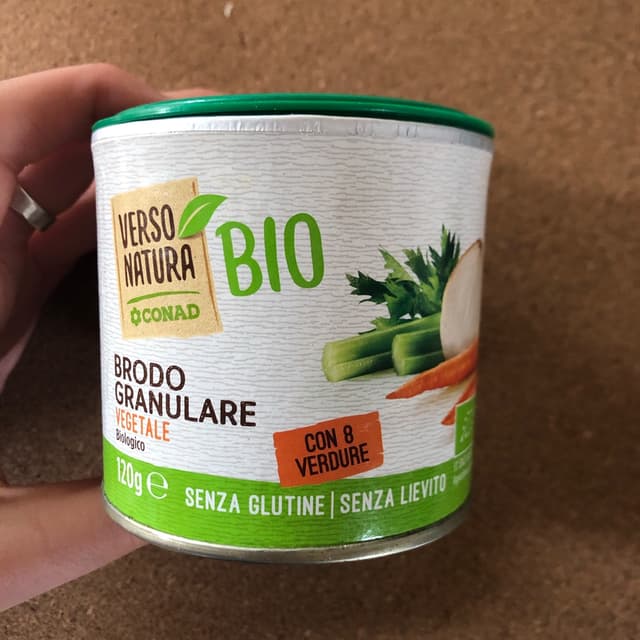 VERSO
NATURA
CONAD
BIO
BRODO
GRANULARE
VEGETALE
Biologico
CON 8
VERDURE
120g e
SENZA GLUTINE | SENZA LIEVITO